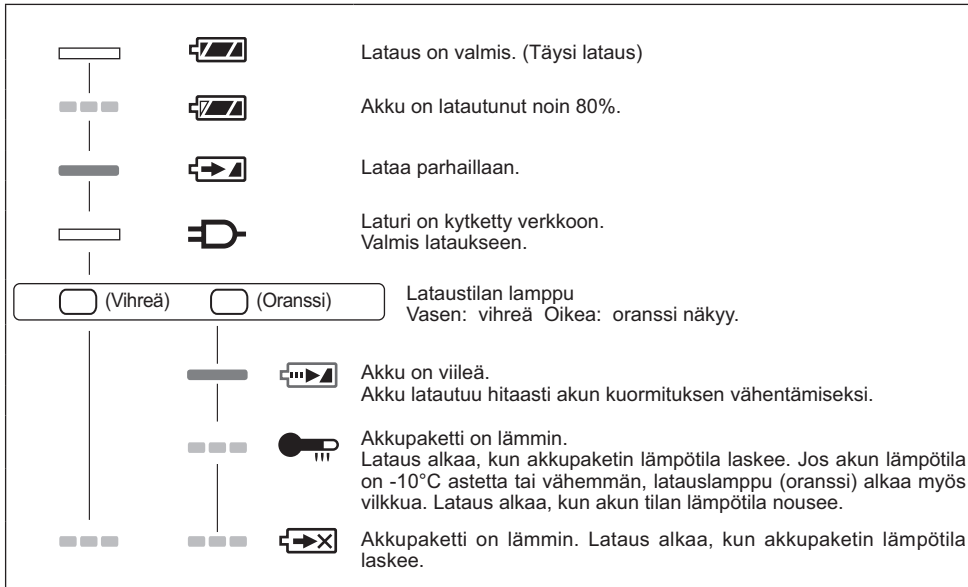 Lataus on valmis. (Täysi lataus)
Akku on latautunut noin 80%.
Lataa parhaillaan.
Laturi on kytketty verkkoon.
Valmis lataukseen.
(Vihreä) (Oranssi) Lataustilan lamppu
Vasen: vihreä Oikea: oranssi näkyy.
Akku on viileä.
Akku latautuu hitaasti akun kuormituksen vähentämiseksi.
Akkupaketti on lämmin.
Lataus alkaa, kun akkupaketin lämpötila laskee. Jos akun lämpötila
on -10°C astetta tai vähemmän, latauslamppu (oranssi) alkaa myös
vilkkua. Lataus alkaa, kun akun tilan lämpötila nousee.
Akkupaketti on lämmin. Lataus alkaa, kun akkupaketin lämpötila
laskee.